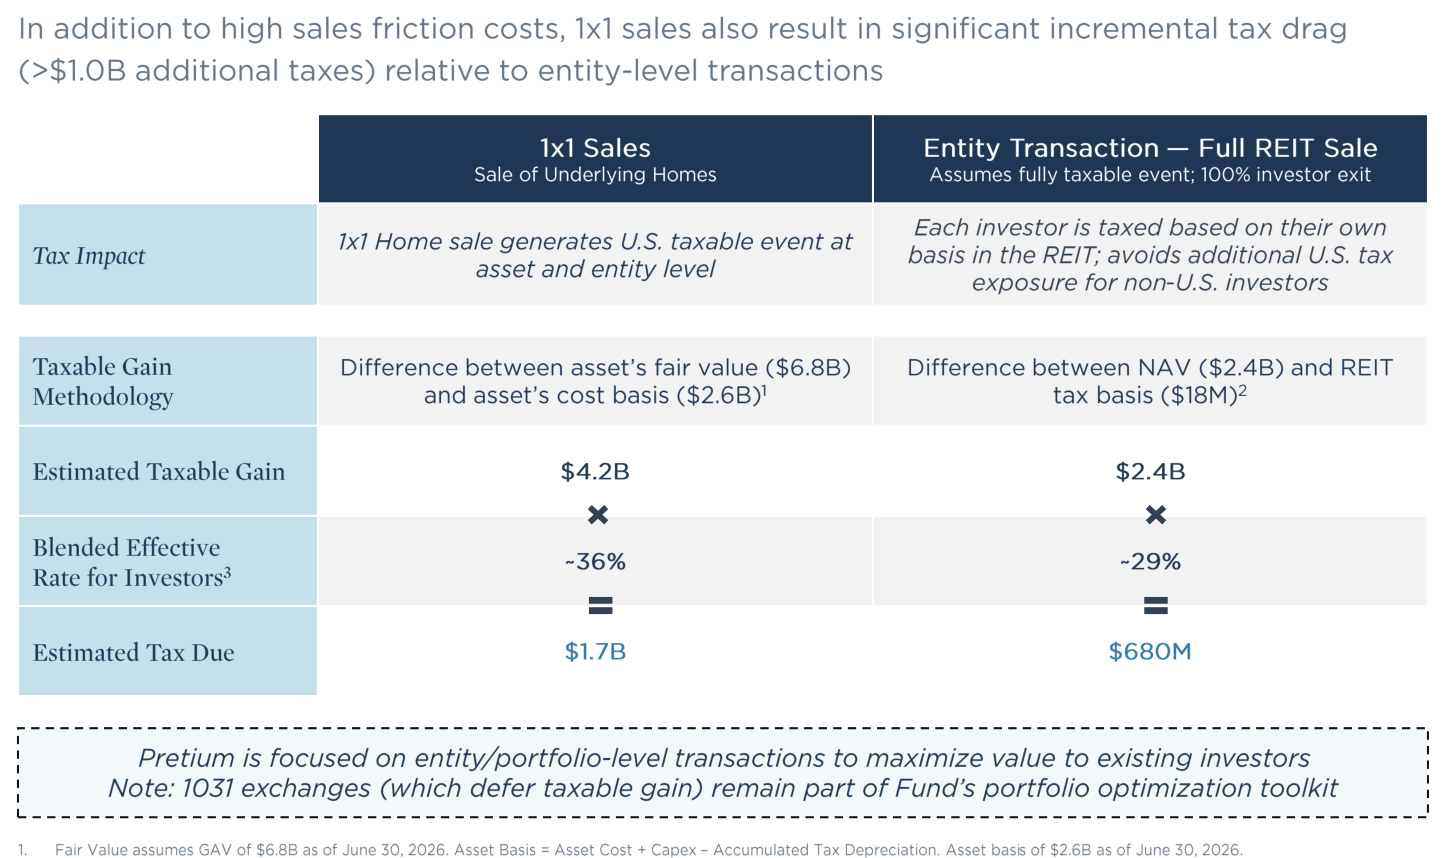 In addition to high sales friction costs, 1x1 sales also result in significant incremental tax drag
(>$1.0B additional taxes) relative to entity-level transactions
1x1 Sales
Sale of Underlying Homes
Entity Transaction — Full REIT Sale
Assumes fully taxable event; 100% investor exit
Tax Impact
1x1 Home sale generates U.S. taxable event at
asset and entity level
Each investor is taxed based on their own
basis in the REIT; avoids additional U.S. tax
exposure for non-U.S. investors
Taxable Gain
Methodology
Difference between asset’s fair value ($6.8B)
and asset’s cost basis ($2.6B)¹
Difference between NAV ($2.4B) and REIT
tax basis ($18M)²
Estimated Taxable Gain
$4.2B
$2.4B
×
×
Blended Effective
Rate for Investors³
~36%
~29%
=
=
Estimated Tax Due
$1.7B
$680M
Pretium is focused on entity/portfolio-level transactions to maximize value to existing investors
Note: 1031 exchanges (which defer taxable gain) remain part of Fund’s portfolio optimization toolkit
1. Fair Value assumes GAV of $6.8B as of June 30, 2026. Asset Basis = Asset Cost + Capex – Accumulated Tax Depreciation. Asset basis of $2.6B as of June 30, 2026.